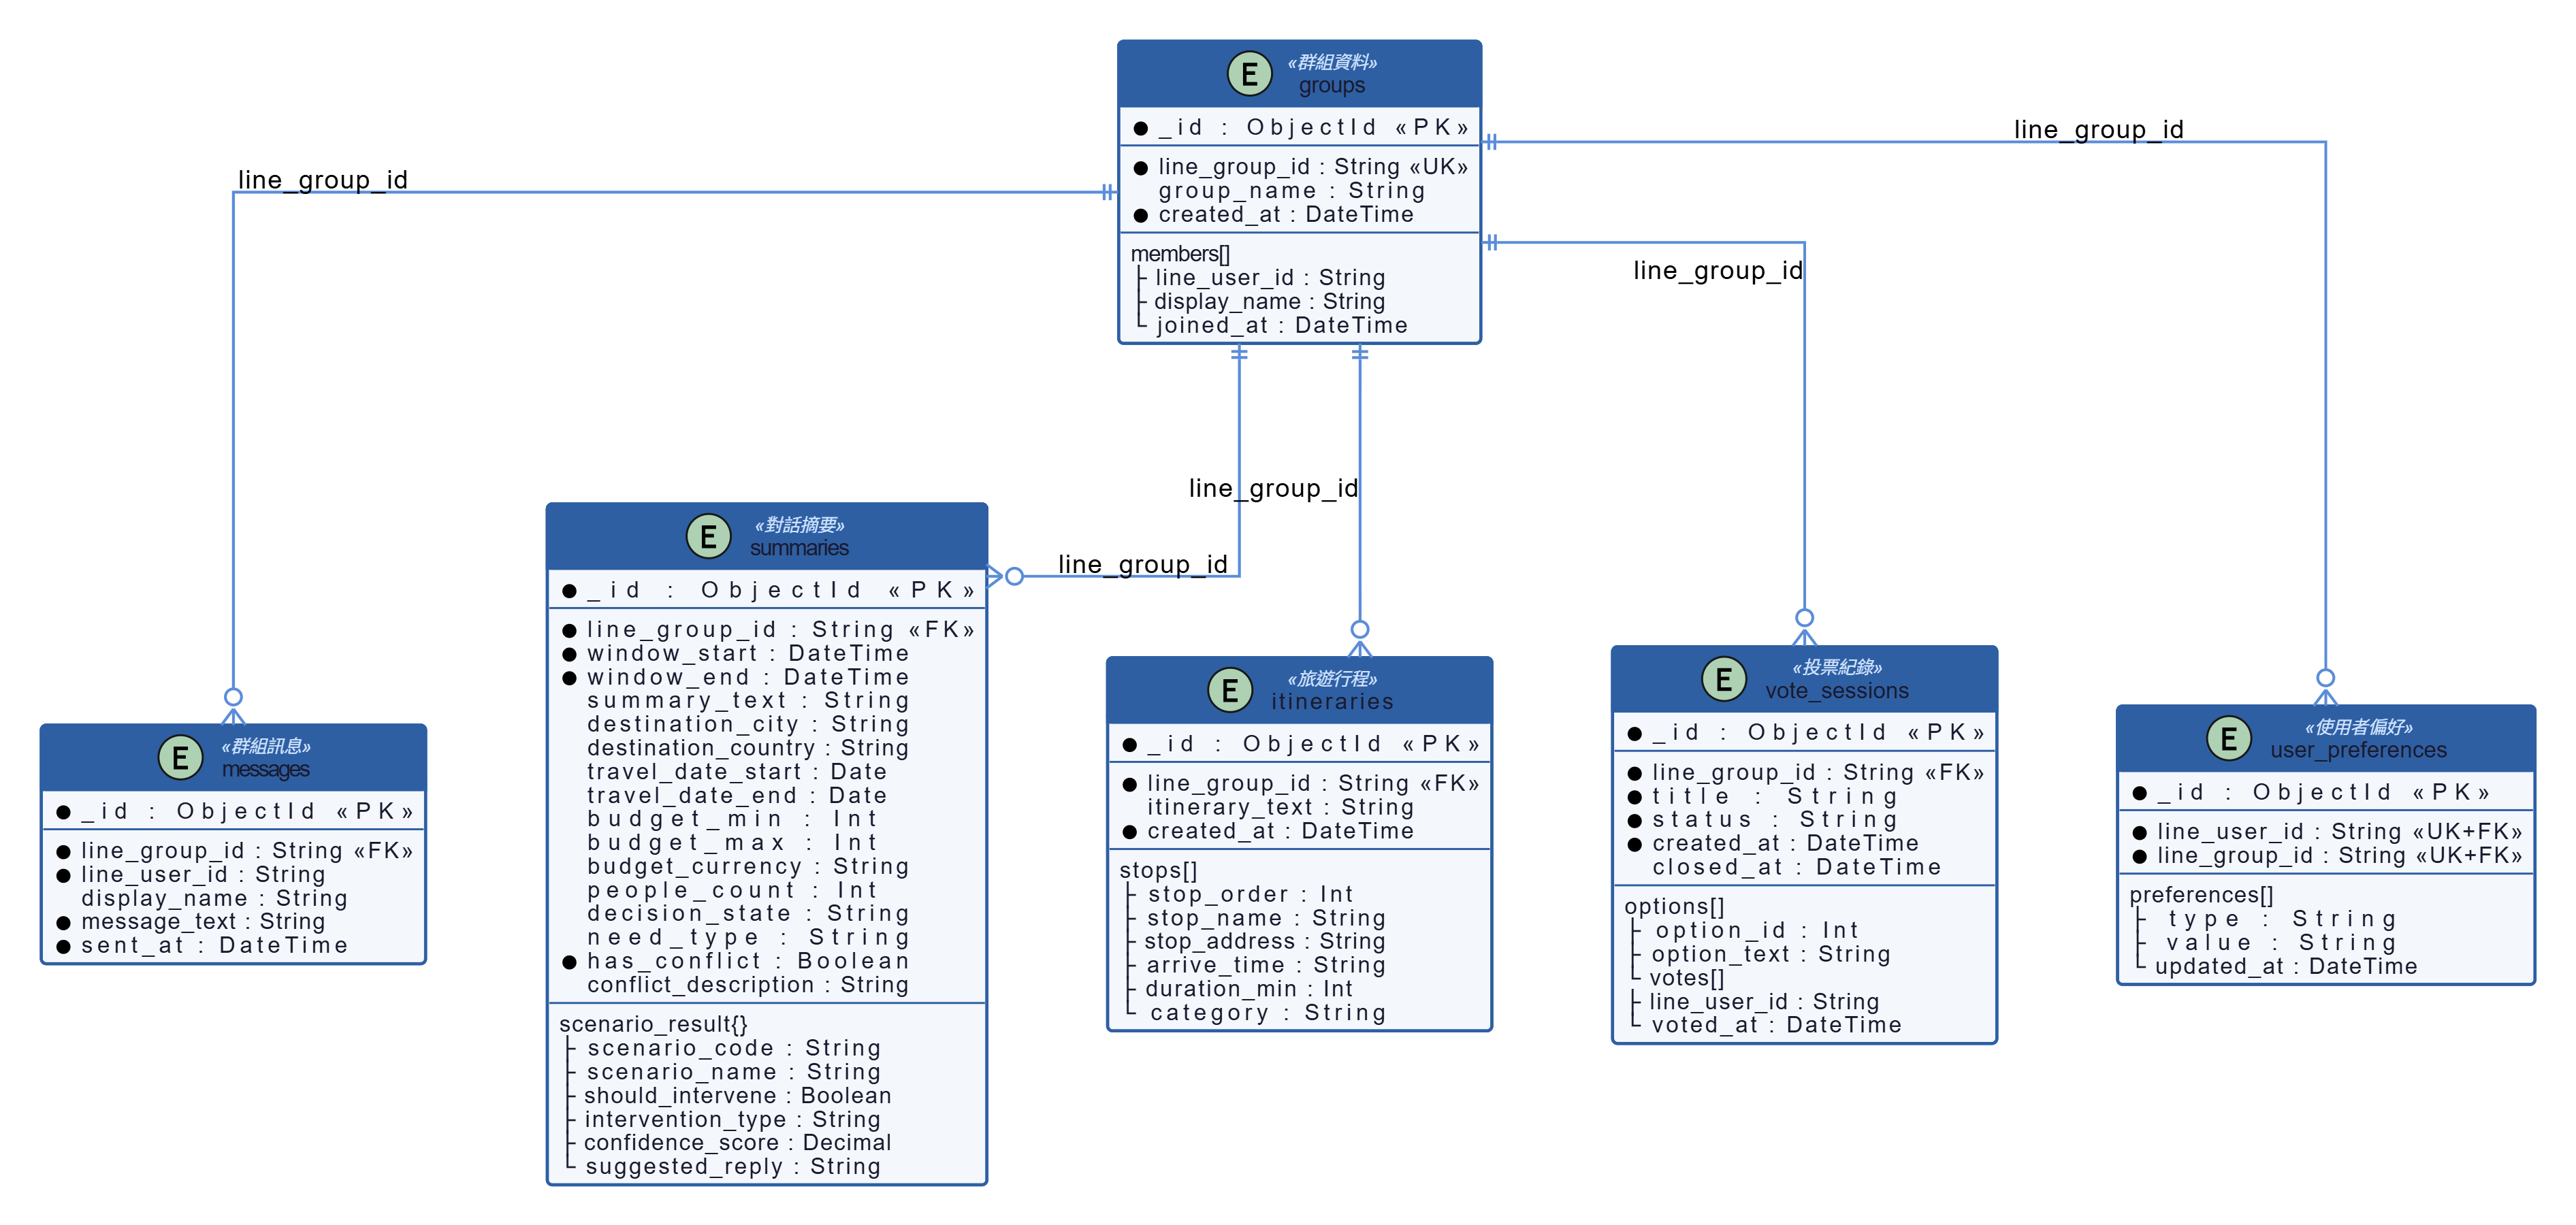 E
«群組資料»
groups
_id : ObjectId «PK»
line_group_id : String «UK»
group_name : String
created_at : DateTime
members[]
├ line_user_id : String
├ display_name : String
└ joined_at : DateTime
line_group_id
line_group_id
line_group_id
line_group_id
line_group_id
E
«群組訊息»
messages
_id : ObjectId «PK»
line_group_id : String «FK»
line_user_id : String
display_name : String
message_text : String
sent_at : DateTime
E
«對話摘要»
summaries
_id : ObjectId «PK»
line_group_id : String «FK»
window_start : DateTime
window_end : DateTime
summary_text : String
destination_city : String
destination_country : String
travel_date_start : Date
travel_date_end : Date
budget_min : Int
budget_max : Int
budget_currency : String
people_count : Int
decision_state : String
need_type : String
has_conflict : Boolean
conflict_description : String
scenario_result{}
├ scenario_code : String
├ scenario_name : String
├ should_intervene : Boolean
├ intervention_type : String
├ confidence_score : Decimal
└ suggested_reply : String
E
«旅遊行程»
itineraries
_id : ObjectId «PK»
line_group_id : String «FK»
itinerary_text : String
created_at : DateTime
stops[]
├ stop_order : Int
├ stop_name : String
├ stop_address : String
├ arrive_time : String
├ duration_min : Int
└ category : String
E
«投票紀錄»
vote_sessions
_id : ObjectId «PK»
line_group_id : String «FK»
title : String
status : String
created_at : DateTime
closed_at : DateTime
options[]
├ option_id : Int
├ option_text : String
└ votes[]
├ line_user_id : String
└ voted_at : DateTime
E
«使用者偏好»
user_preferences
_id : ObjectId «PK»
line_user_id : String «UK+FK»
line_group_id : String «UK+FK»
preferences[]
├ type : String
├ value : String
└ updated_at : DateTime